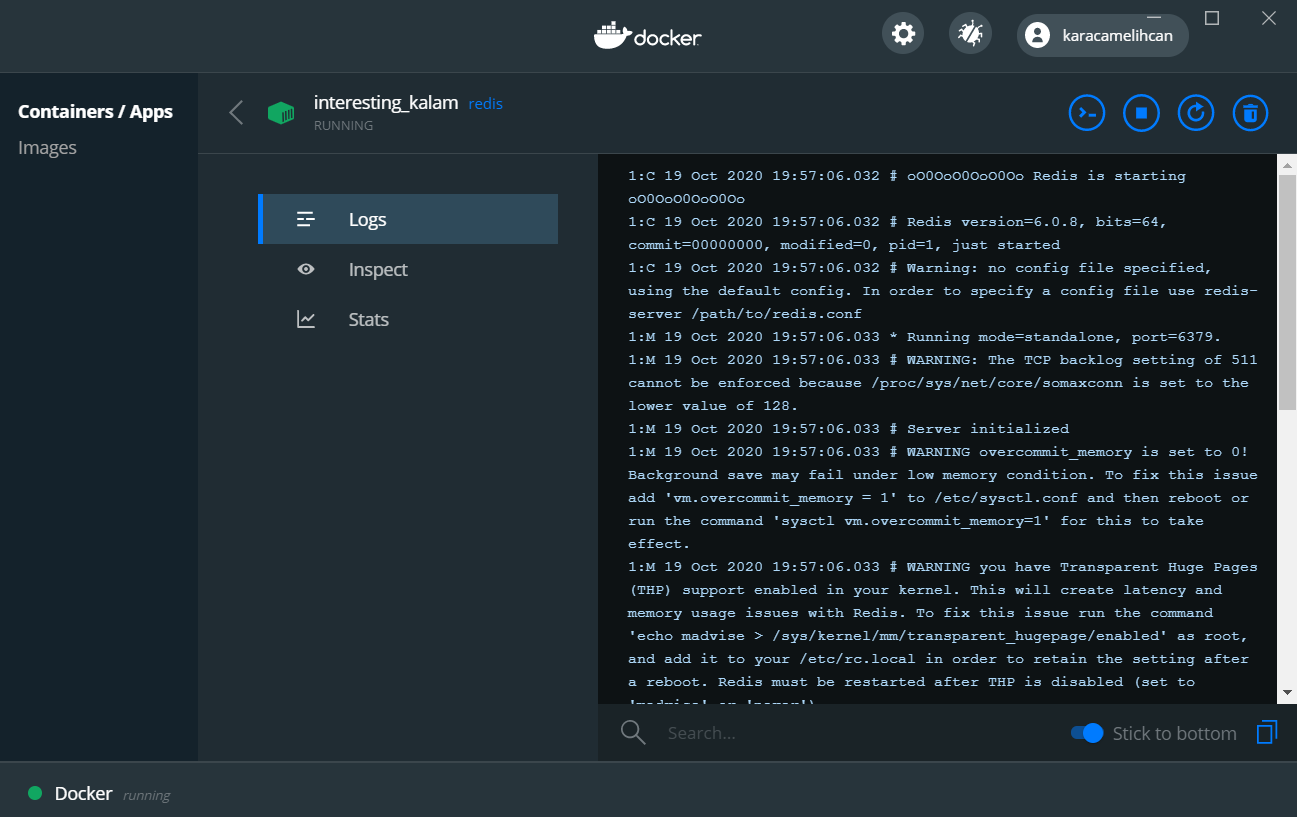 docker
karacamelihcan
Containers / Apps
Images
interesting_kalam redis
RUNNING
Logs
Inspect
Stats
1:C 19 Oct 2020 19:57:06.032 # oO0OoO0OoO0Oo Redis is starting
oO0OoO0OoO0Oo
1:C 19 Oct 2020 19:57:06.032 # Redis version=6.0.8, bits=64,
commit=00000000, modified=0, pid=1, just started
1:C 19 Oct 2020 19:57:06.032 # Warning: no config file specified,
using the default config. In order to specify a config file use redis-
server /path/to/redis.conf
1:M 19 Oct 2020 19:57:06.033 * Running mode=standalone, port=6379.
1:M 19 Oct 2020 19:57:06.033 # WARNING: The TCP backlog setting of 511
cannot be enforced because /proc/sys/net/core/somaxconn is set to the
lower value of 128.
1:M 19 Oct 2020 19:57:06.033 # Server initialized
1:M 19 Oct 2020 19:57:06.033 # WARNING overcommit_memory is set to 0!
Background save may fail under low memory condition. To fix this issue
add 'vm.overcommit_memory = 1' to /etc/sysctl.conf and then reboot or
run the command 'sysctl vm.overcommit_memory=1' for this to take
effect.
1:M 19 Oct 2020 19:57:06.033 # WARNING you have Transparent Huge Pages
(THP) support enabled in your kernel. This will create latency and
memory usage issues with Redis. To fix this issue run the command
'echo madvise > /sys/kernel/mm/transparent_hugepage/enabled' as root,
and add it to your /etc/rc.local in order to retain the setting after
a reboot. Redis must be restarted after THP is disabled (set to
Search...
Stick to bottom
Docker running